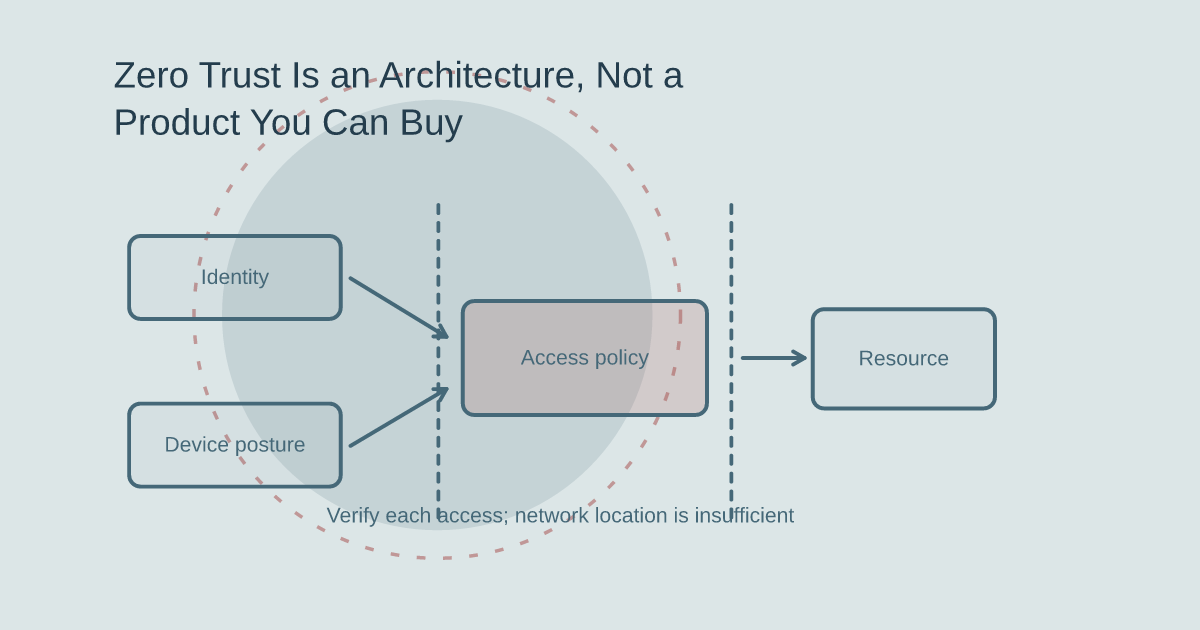 Zero Trust Is an Architecture, Not a
Product You Can Buy
Identity
Access policy
Resource
Device posture
Verify each access; network location is insufficient